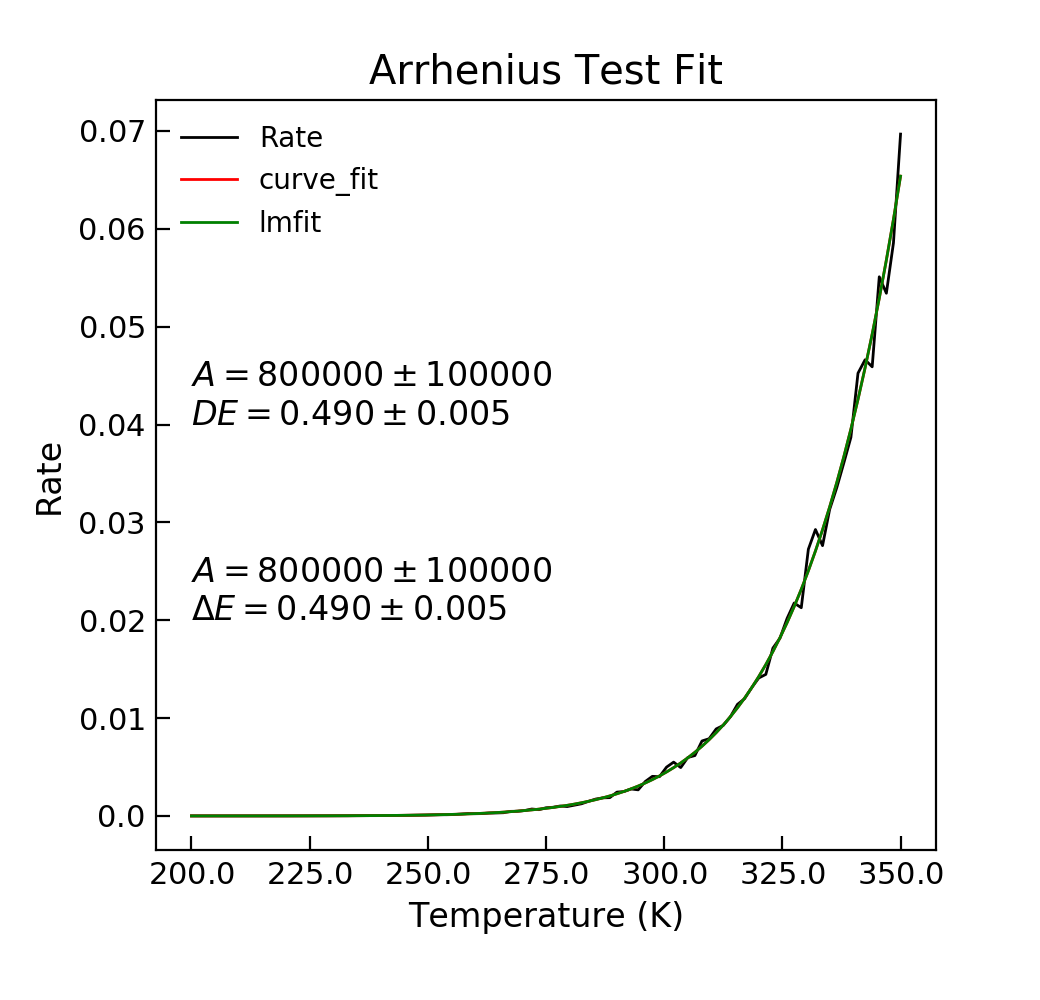 Arrhenius Test Fit
Rate
curve_fit
lmfit
0.07
0.06
0.05
0.04
0.03
0.02
0.01
0.0
Rate
A = 800000 ± 100000
DE = 0.490 ± 0.005
A = 800000 ± 100000
ΔE = 0.490 ± 0.005
200.0 225.0 250.0 275.0 300.0 325.0 350.0
Temperature (K)